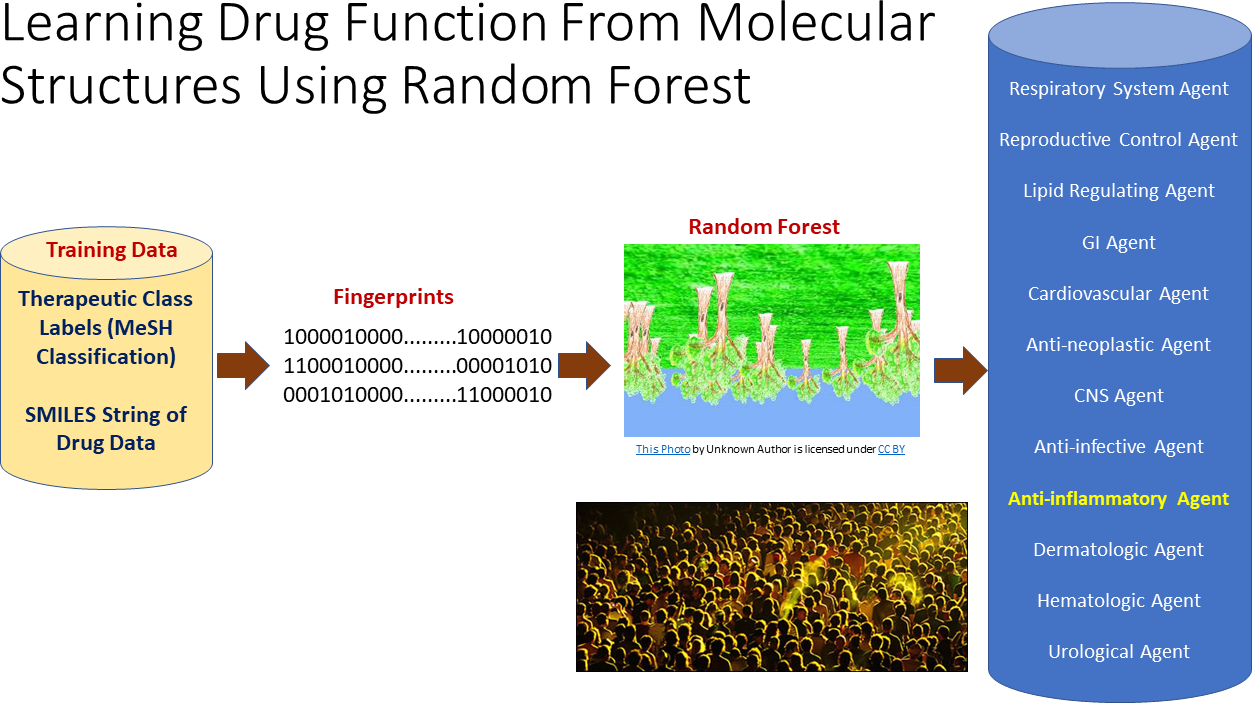 Learning Drug Function From Molecular
Structures Using Random Forest
Training Data
Therapeutic Class
Labels (MeSH
Classification)
SMILES String of
Drug Data
Fingerprints
1000010000.........10000010
1100010000.........00001010
0001010000.........11000010
Random Forest
This Photo by Unknown Author is licensed under CC BY
Respiratory System Agent
Reproductive Control Agent
Lipid Regulating Agent
GI Agent
Cardiovascular Agent
Anti-neoplastic Agent
CNS Agent
Anti-infective Agent
Anti-inflammatory Agent
Dermatologic Agent
Hematologic Agent
Urological Agent